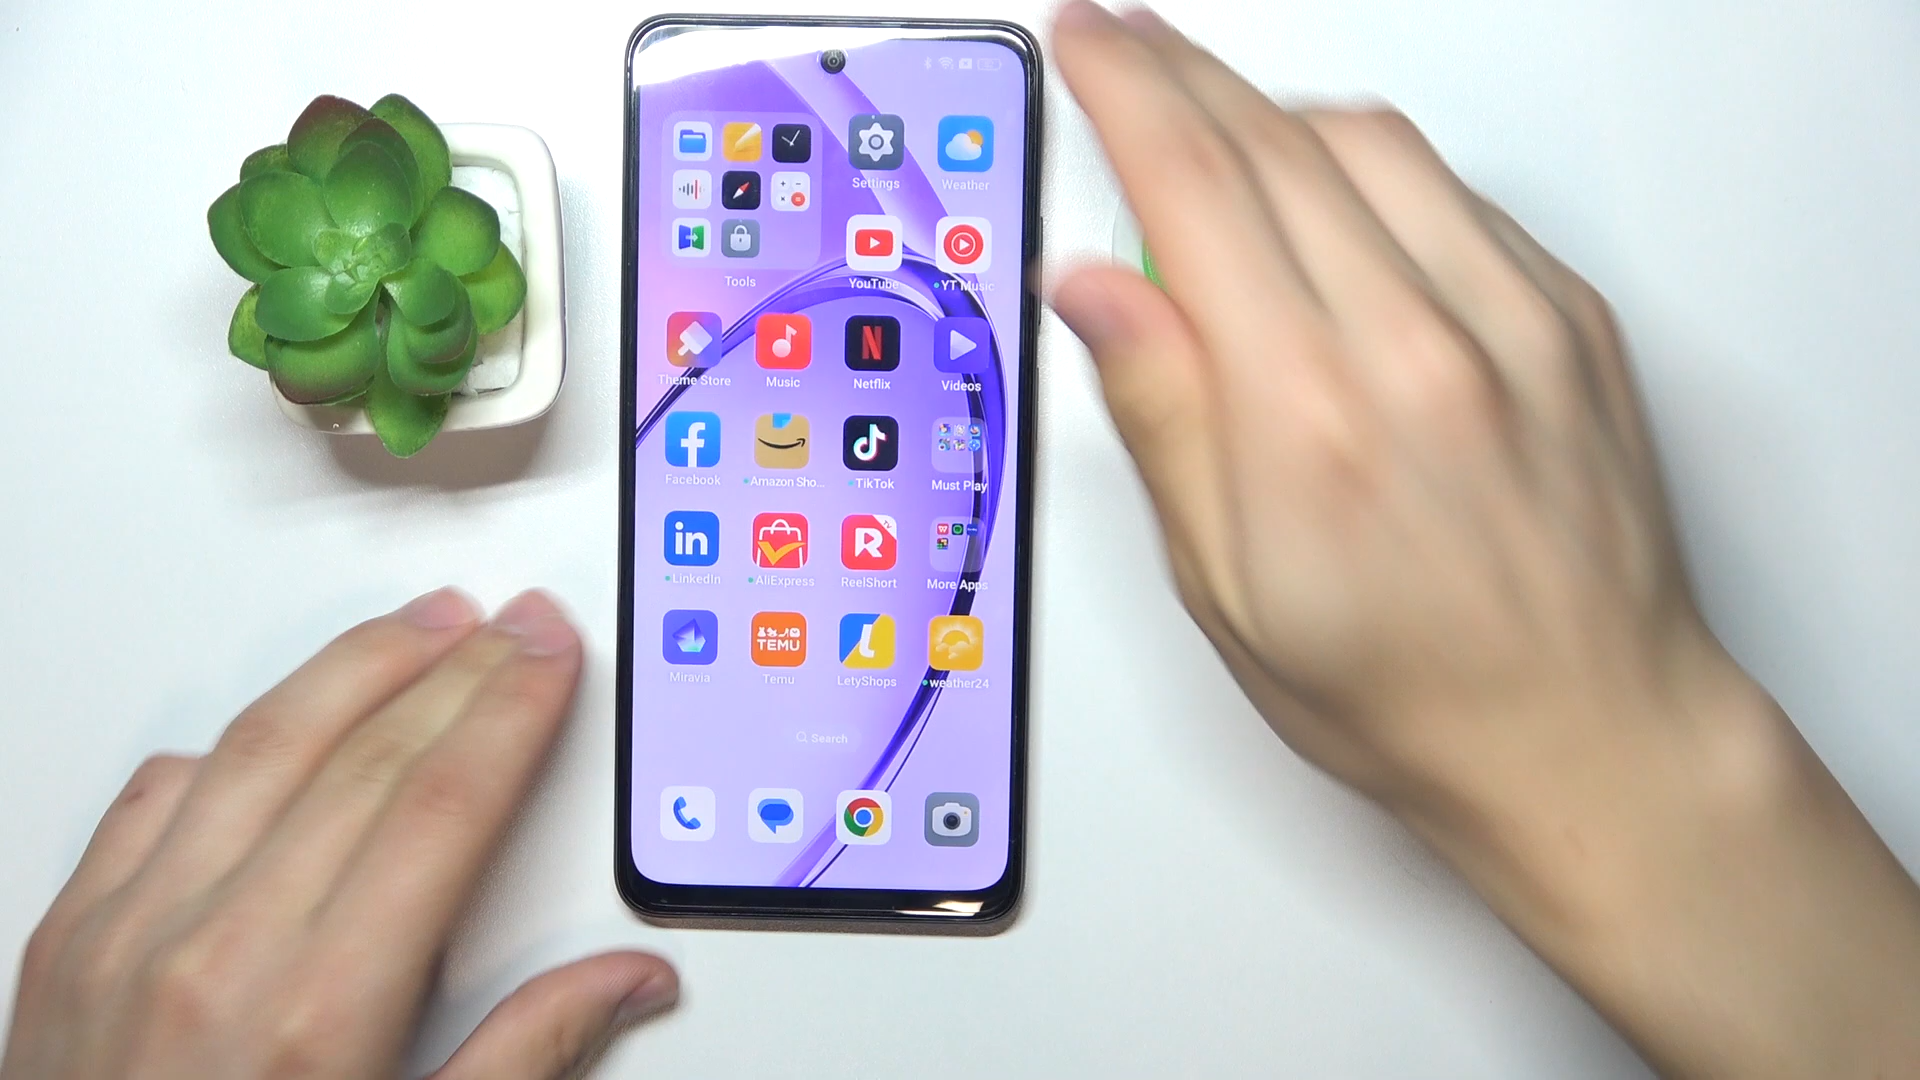 Settings
Weather
Tools
YouTube
YT Music
Theme Store
Music
N
Netflix
Videos
Facebook
Amazon Sho...
TikTok
Must Play
in
TV
R
LinkedIn
AliExpress
ReelShort
More Apps
TEMU
Miravia
Temu
LetyShops
weather24
Search